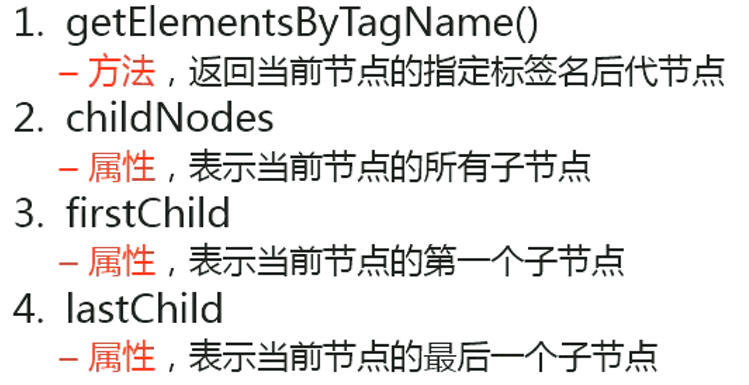 1. getElementsByTagName()
– 方法，返回当前节点的指定标签名后代节点
2. childNodes
– 属性，表示当前节点的所有子节点
3. firstChild
– 属性，表示当前节点的第一个子节点
4. lastChild
– 属性，表示当前节点的最后一个子节点